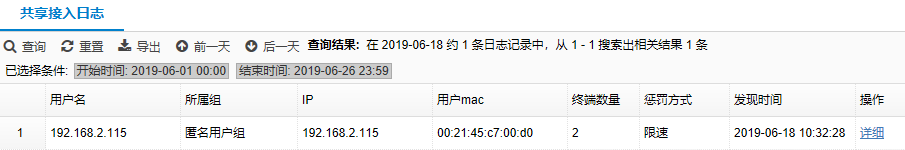 共享接入日志
查询 重置 导出 前一天 后一天 查询结果: 在 2019-06-18 约 1 条日志记录中，从 1 - 1 搜索出相关结果 1 条
已选择条件: 开始时间: 2019-06-01 00:00 结束时间: 2019-06-26 23:59
用户名 所属组 IP 用户mac 终端数量 惩罚方式 发现时间 操作
1 192.168.2.115 匿名用户组 192.168.2.115 00:21:45:c7:00:d0 2 限速 2019-06-18 10:32:28 详细